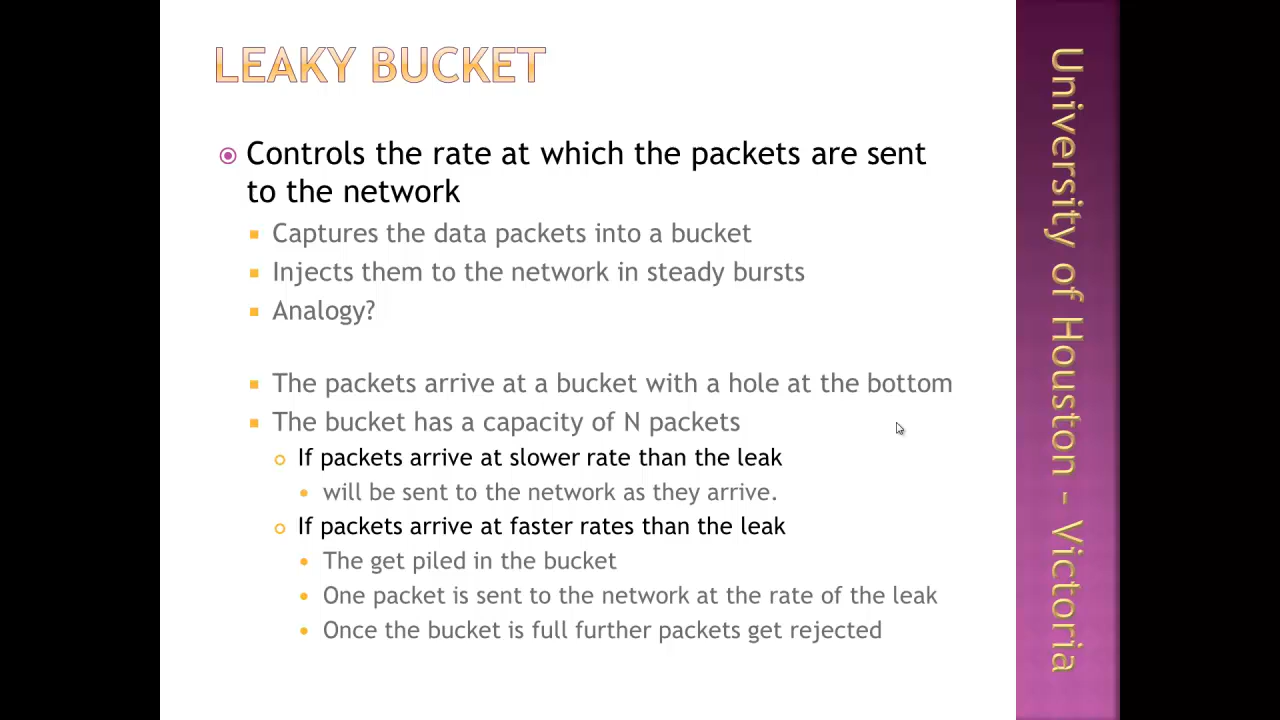 LEAKY BUCKET
Controls the rate at which the packets are sent
to the network
Captures the data packets into a bucket
Injects them to the network in steady bursts
Analogy?
The packets arrive at a bucket with a hole at the bottom
The bucket has a capacity of N packets
If packets arrive at slower rate than the leak
will be sent to the network as they arrive.
If packets arrive at faster rates than the leak
The get piled in the bucket
One packet is sent to the network at the rate of the leak
Once the bucket is full further packets get rejected
University of Houston - Victoria